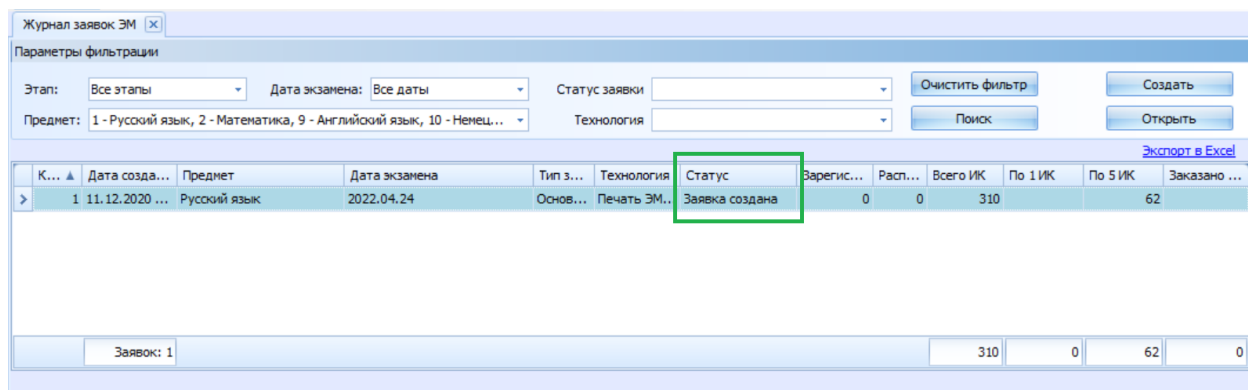 Журнал заявок ЭМ
Параметры фильтрации
Этап: Все этапы Дата экзамена: Все даты Статус заявки Очистить фильтр Создать
Предмет: 1 - Русский язык, 2 - Математика, 9 - Английский язык, 10 - Немец... Технология Поиск Открыть
Экспорт в Excel
К... Дата созда... Предмет Дата экзамена Тип з... Технология Статус Зарегис... Расп... Всего ИК По 1 ИК По 5 ИК Заказано ...
1 11.12.2020 ... Русский язык 2022.04.24 Основ... Печать ЭМ... Заявка создана 0 0 310 62
Заявок: 1 310 0 62 0